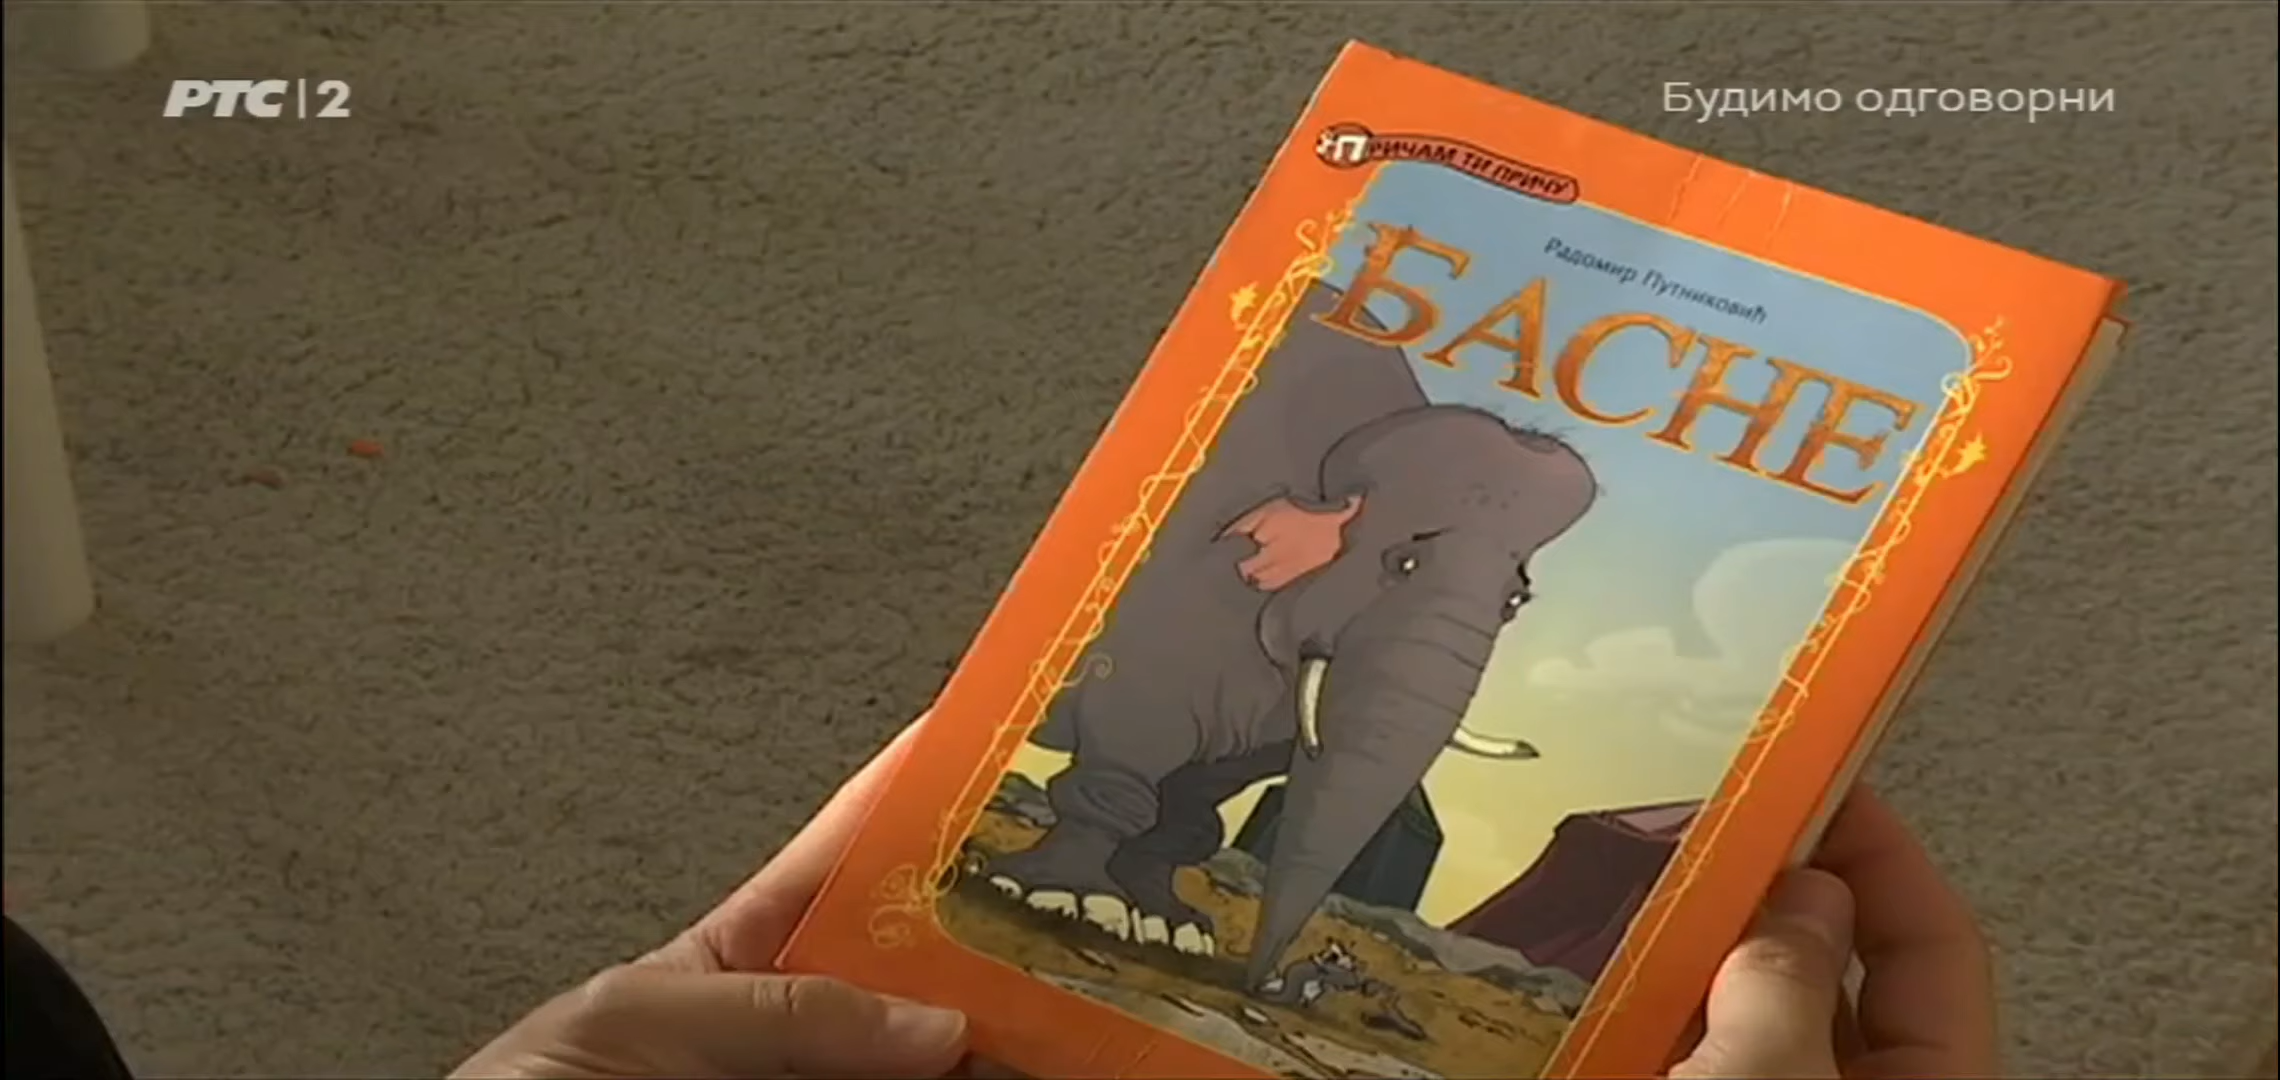 РТС|2
Будимо одговорни
ПРИЧАМ ТИ ПРИЧУ
Радомир Путниковић
БАСНЕ